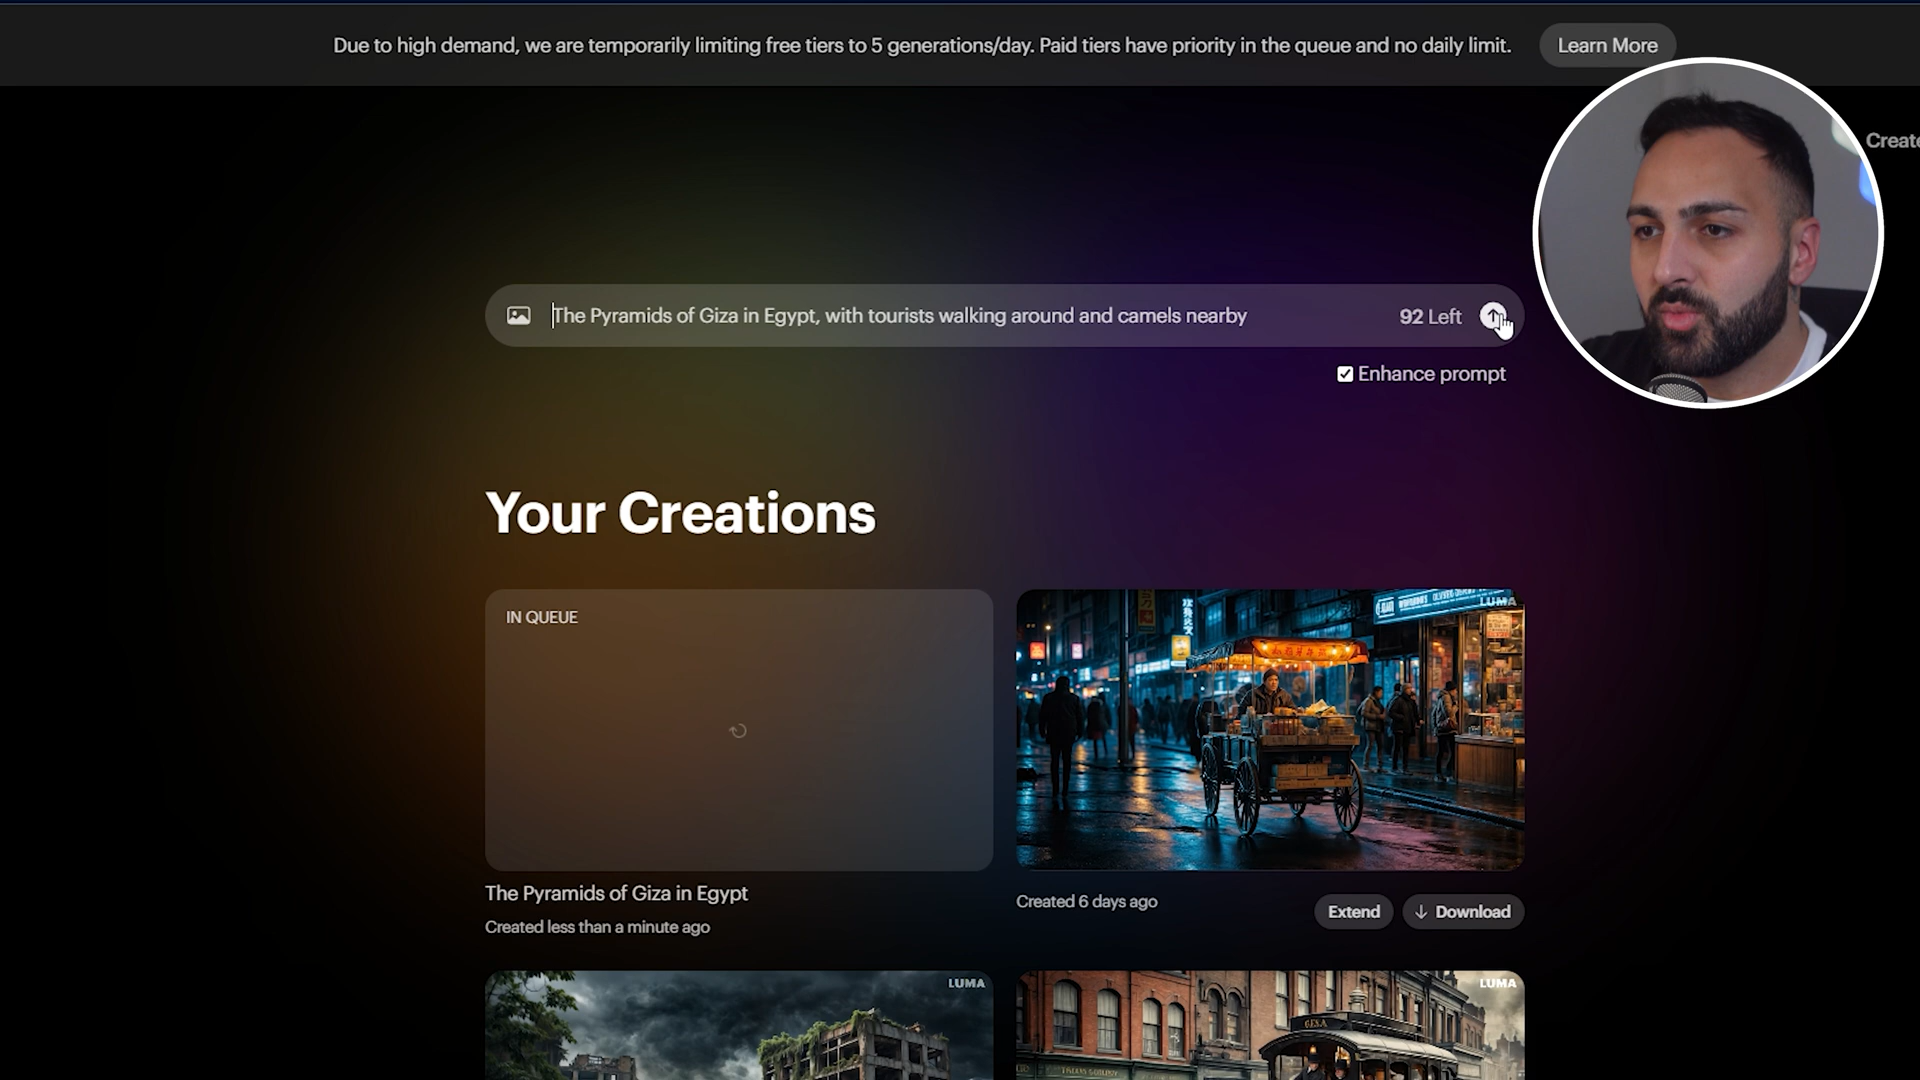 Due to high demand, we are temporarily limiting free tiers to 5 generations/day. Paid tiers have priority in the queue and no daily limit.
Learn More
Create
The Pyramids of Giza in Egypt, with tourists walking around and camels nearby
92 Left
Enhance prompt
Your Creations
IN QUEUE
LUMA
The Pyramids of Giza in Egypt
Created less than a minute ago
Created 6 days ago
Extend
Download
LUMA
LUMA